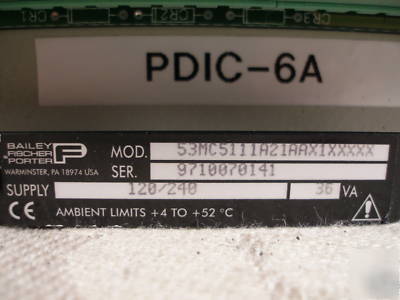 CR1 CR2 CR3
PDIC-6A
BAILEY
FISCHER
PORTER
WARMINSTER, PA 18974 USA
MOD. 53MC5111A21AAX1XXXXX
SER. 9710070141
SUPPLY 120/240 36 VA
CE AMBIENT LIMITS +4 TO +52 °C